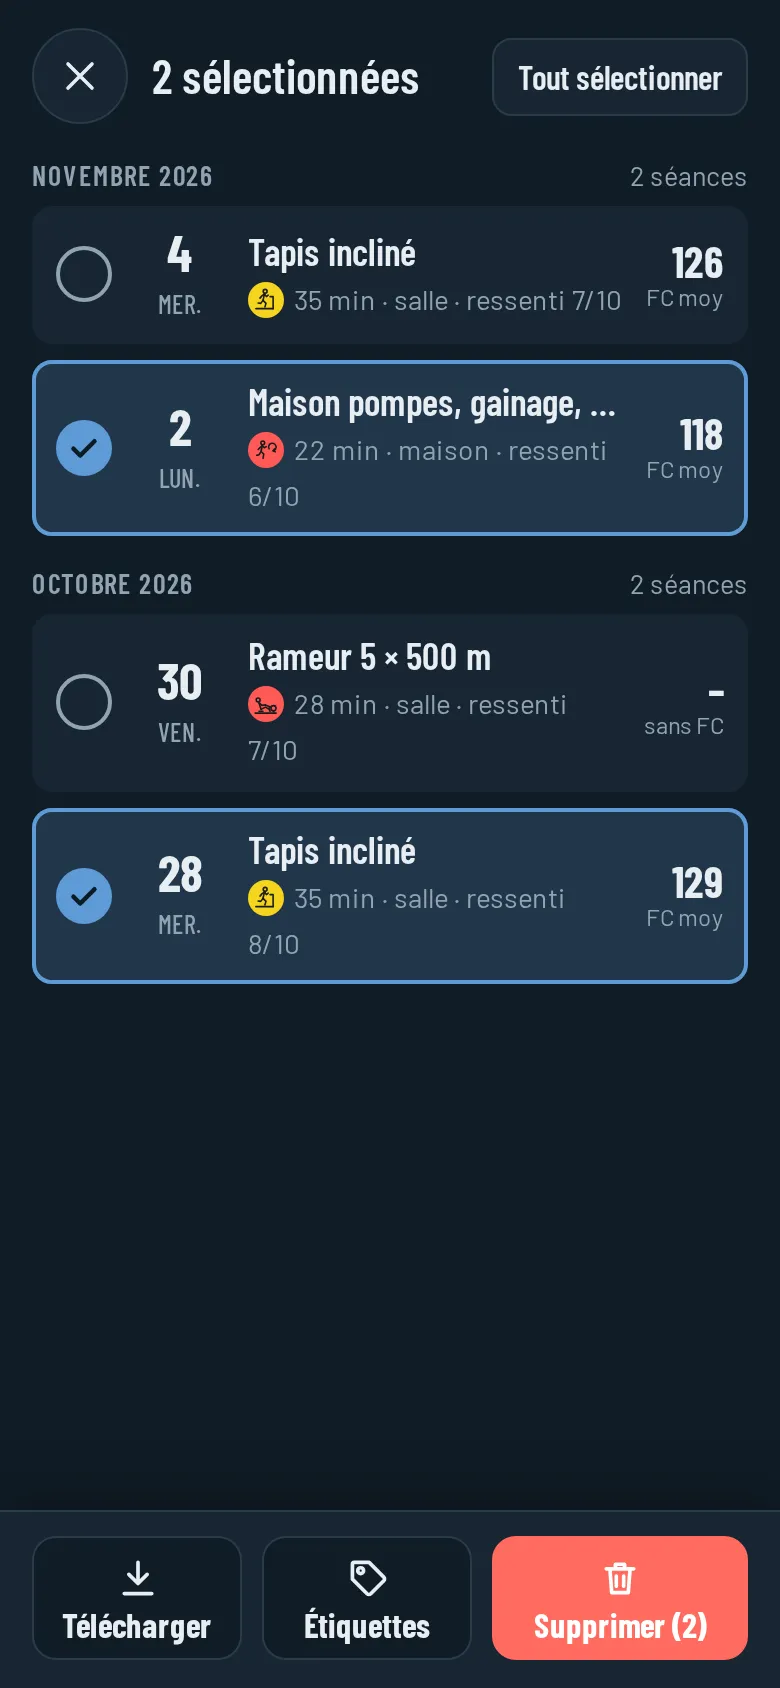 2 sélectionnées
Tout sélectionner
NOVEMBRE 2026
2 séances
4
MER.
Tapis incliné
35 min · salle · ressenti 7/10
126
FC moy
2
LUN.
Maison pompes, gainage, ...
22 min · maison · ressenti
6/10
118
FC moy
OCTOBRE 2026
2 séances
30
VEN.
Rameur 5 × 500 m
28 min · salle · ressenti
7/10
–
sans FC
28
MER.
Tapis incliné
35 min · salle · ressenti
8/10
129
FC moy
Télécharger
Étiquettes
Supprimer (2)